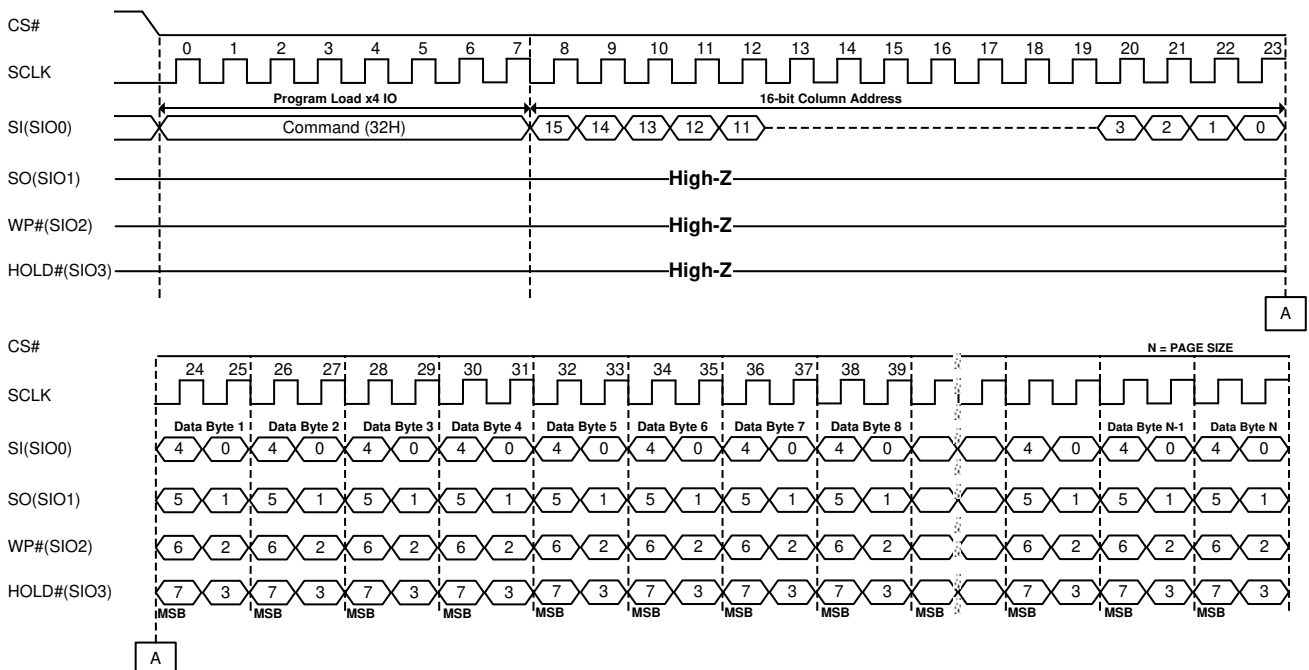 CS#
0 1 2 3 4 5 6 7 8 9 10 11 12 13 14 15 16 17 18 19 20 21 22 23
SCLK
Program Load x4 IO 16-bit Column Address
SI(SIO0) Command (32H) 15 14 13 12 11 3 2 1 0
SO(SIO1) High-Z
WP#(SIO2) High-Z
HOLD#(SIO3) High-Z
A
CS#
N = PAGE SIZE
24 25 26 27 28 29 30 31 32 33 34 35 36 37 38 39
SCLK
Data Byte 1 Data Byte 2 Data Byte 3 Data Byte 4 Data Byte 5 Data Byte 6 Data Byte 7 Data Byte 8 Data Byte N-1 Data Byte N
SI(SIO0) 4 0 4 0 4 0 4 0 4 0 4 0 4 0 4 0 4 0 4 0 4 0
SO(SIO1) 5 1 5 1 5 1 5 1 5 1 5 1 5 1 5 1 5 1 5 1 5 1
WP#(SIO2) 6 2 6 2 6 2 6 2 6 2 6 2 6 2 6 2 6 2 6 2 6 2
HOLD#(SIO3) 7 3 7 3 7 3 7 3 7 3 7 3 7 3 7 3 7 3 7 3 7 3
MSB MSB MSB MSB MSB MSB MSB MSB MSB MSB MSB MSB
A